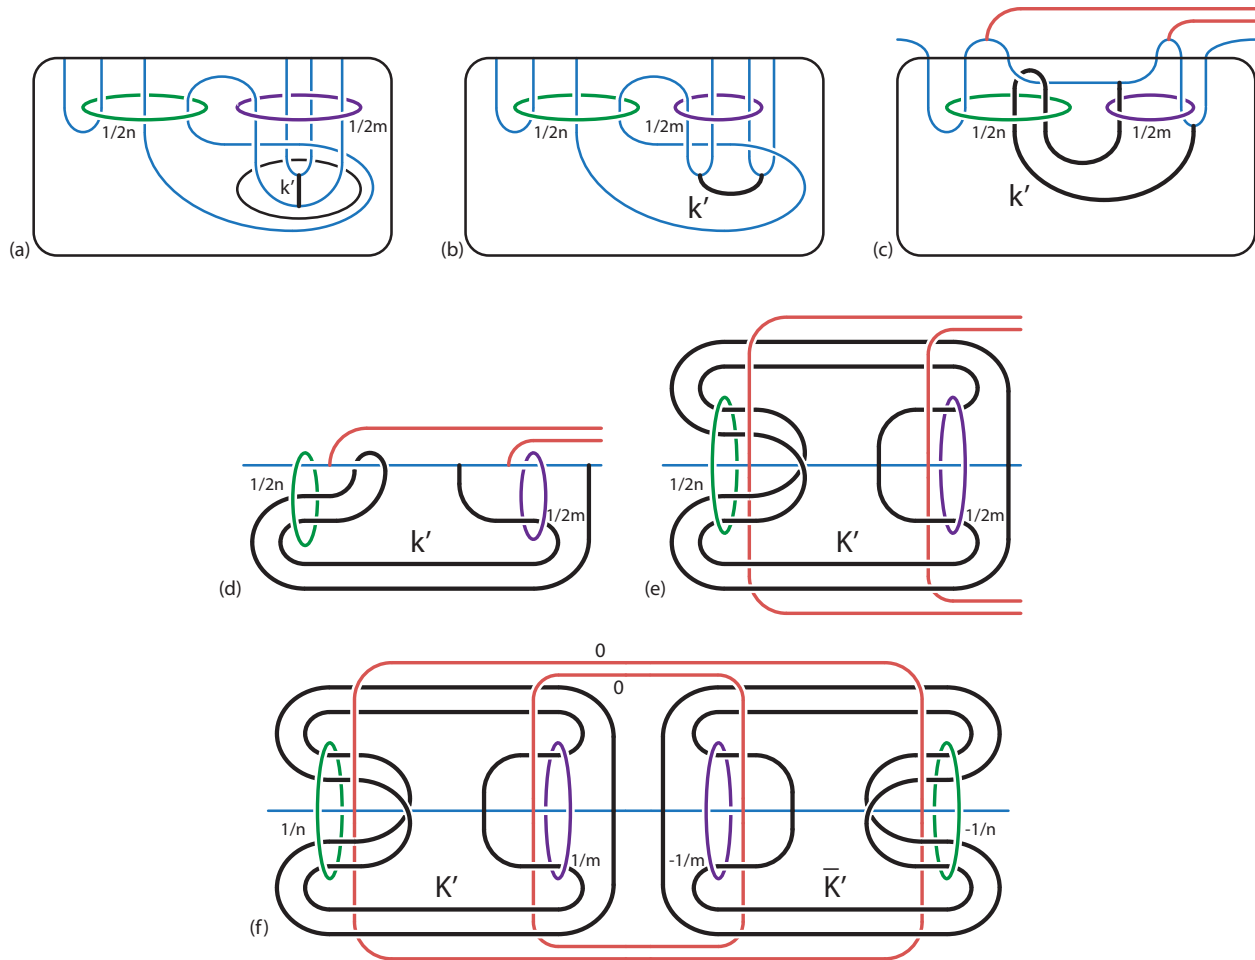 1/2n
1/2m
k'
(a)
1/2n
1/2m
k'
(b)
1/2n
1/2m
k'
(c)
1/2n
1/2m
k'
(d)
1/2n
1/2m
K'
(e)
0
0
1/n
1/m
-1/m
-1/n
K'
K̅'
(f)